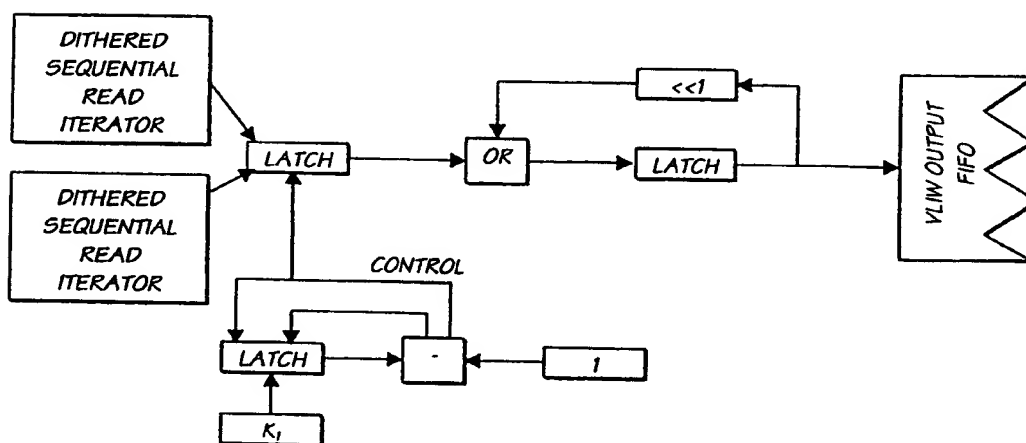 DITHERED
SEQUENTIAL
READ
ITERATOR
DITHERED
SEQUENTIAL
READ
ITERATOR
LATCH
OR
<<1
LATCH
VLIW OUTPUT
FIFO
CONTROL
LATCH
-
1
K₁